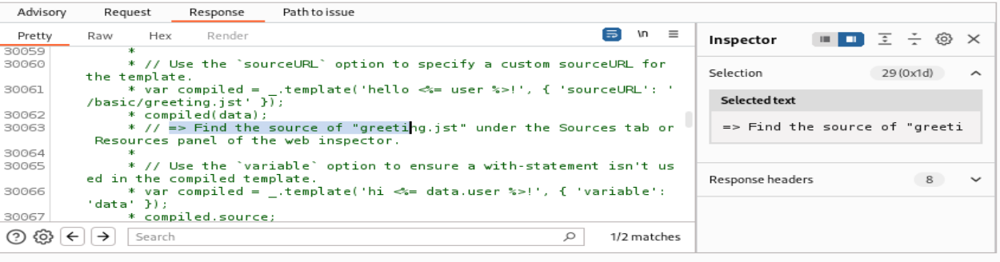 Advisory Request Response Path to issue
Pretty Raw Hex Render \n
Inspector
30059 *
30060 * // Use the `sourceURL` option to specify a custom sourceURL for
the template.
30061 * var compiled = _.template('hello <%= user %>!', { 'sourceURL': '
/basic/greeting.jst' });
30062 * compiled(data);
30063 * // => Find the source of "greeting.jst" under the Sources tab or
Resources panel of the web inspector.
30064 *
30065 * // Use the `variable` option to ensure a with-statement isn't us
ed in the compiled template.
30066 * var compiled = _.template('hi <%= data.user %>!', { 'variable':
'data' });
30067 * compiled.source;
Search
1/2 matches
Selection 29 (0x1d)
Selected text
=> Find the source of "greeti
Response headers 8